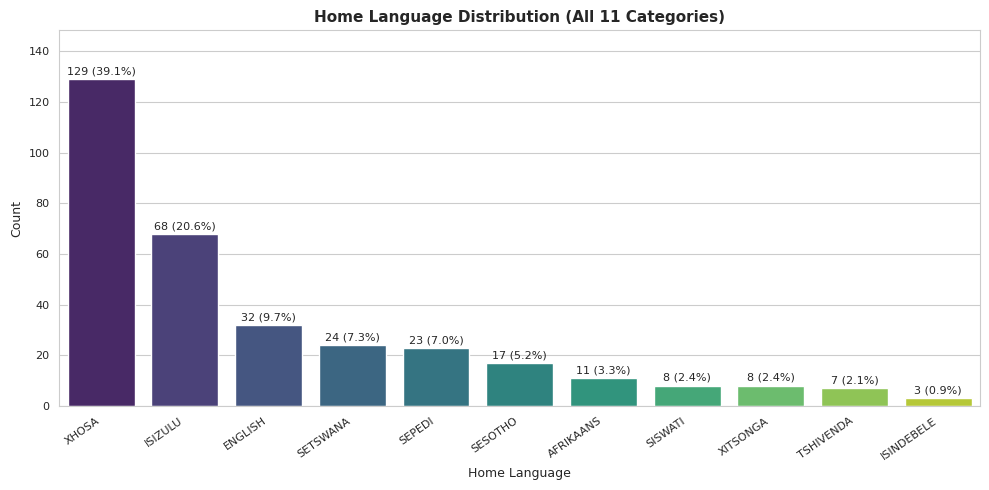 Home Language Distribution (All 11 Categories)
Count
140
120
100
80
60
40
20
0
129 (39.1%)
68 (20.6%)
32 (9.7%)
24 (7.3%)
23 (7.0%)
17 (5.2%)
11 (3.3%)
8 (2.4%)
8 (2.4%)
7 (2.1%)
3 (0.9%)
XHOSA
ISIZULU
ENGLISH
SETSWANA
SEPEDI
SESOTHO
AFRIKAANS
SISWATI
XITSONGA
TSHIVENDA
ISINDEBELE
Home Language